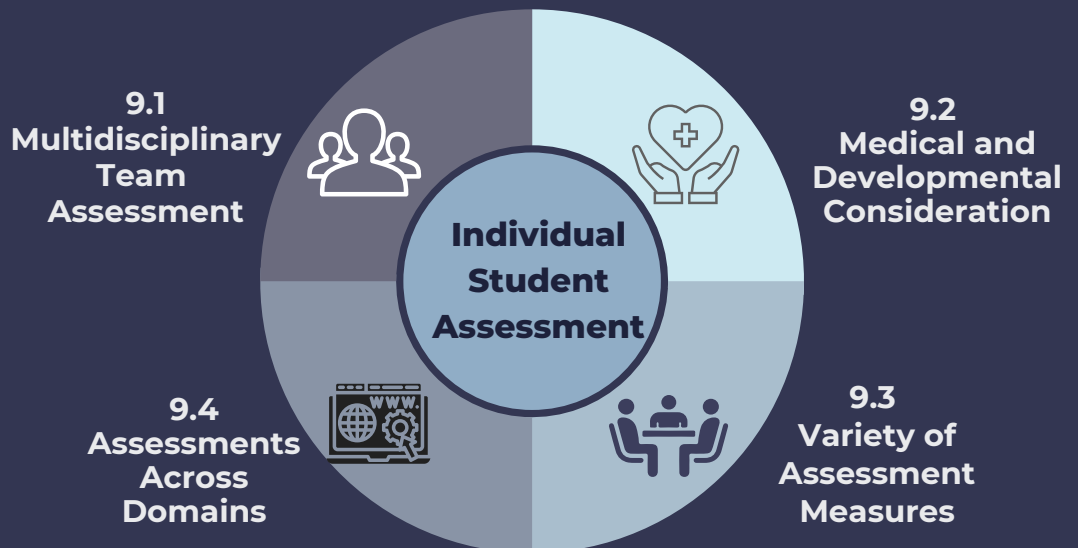 9.1
Multidisciplinary
Team
Assessment
9.2
Medical and
Developmental
Consideration
Individual
Student
Assessment
9.4
Assessments
Across
Domains
WWW.
9.3
Variety of
Assessment
Measures